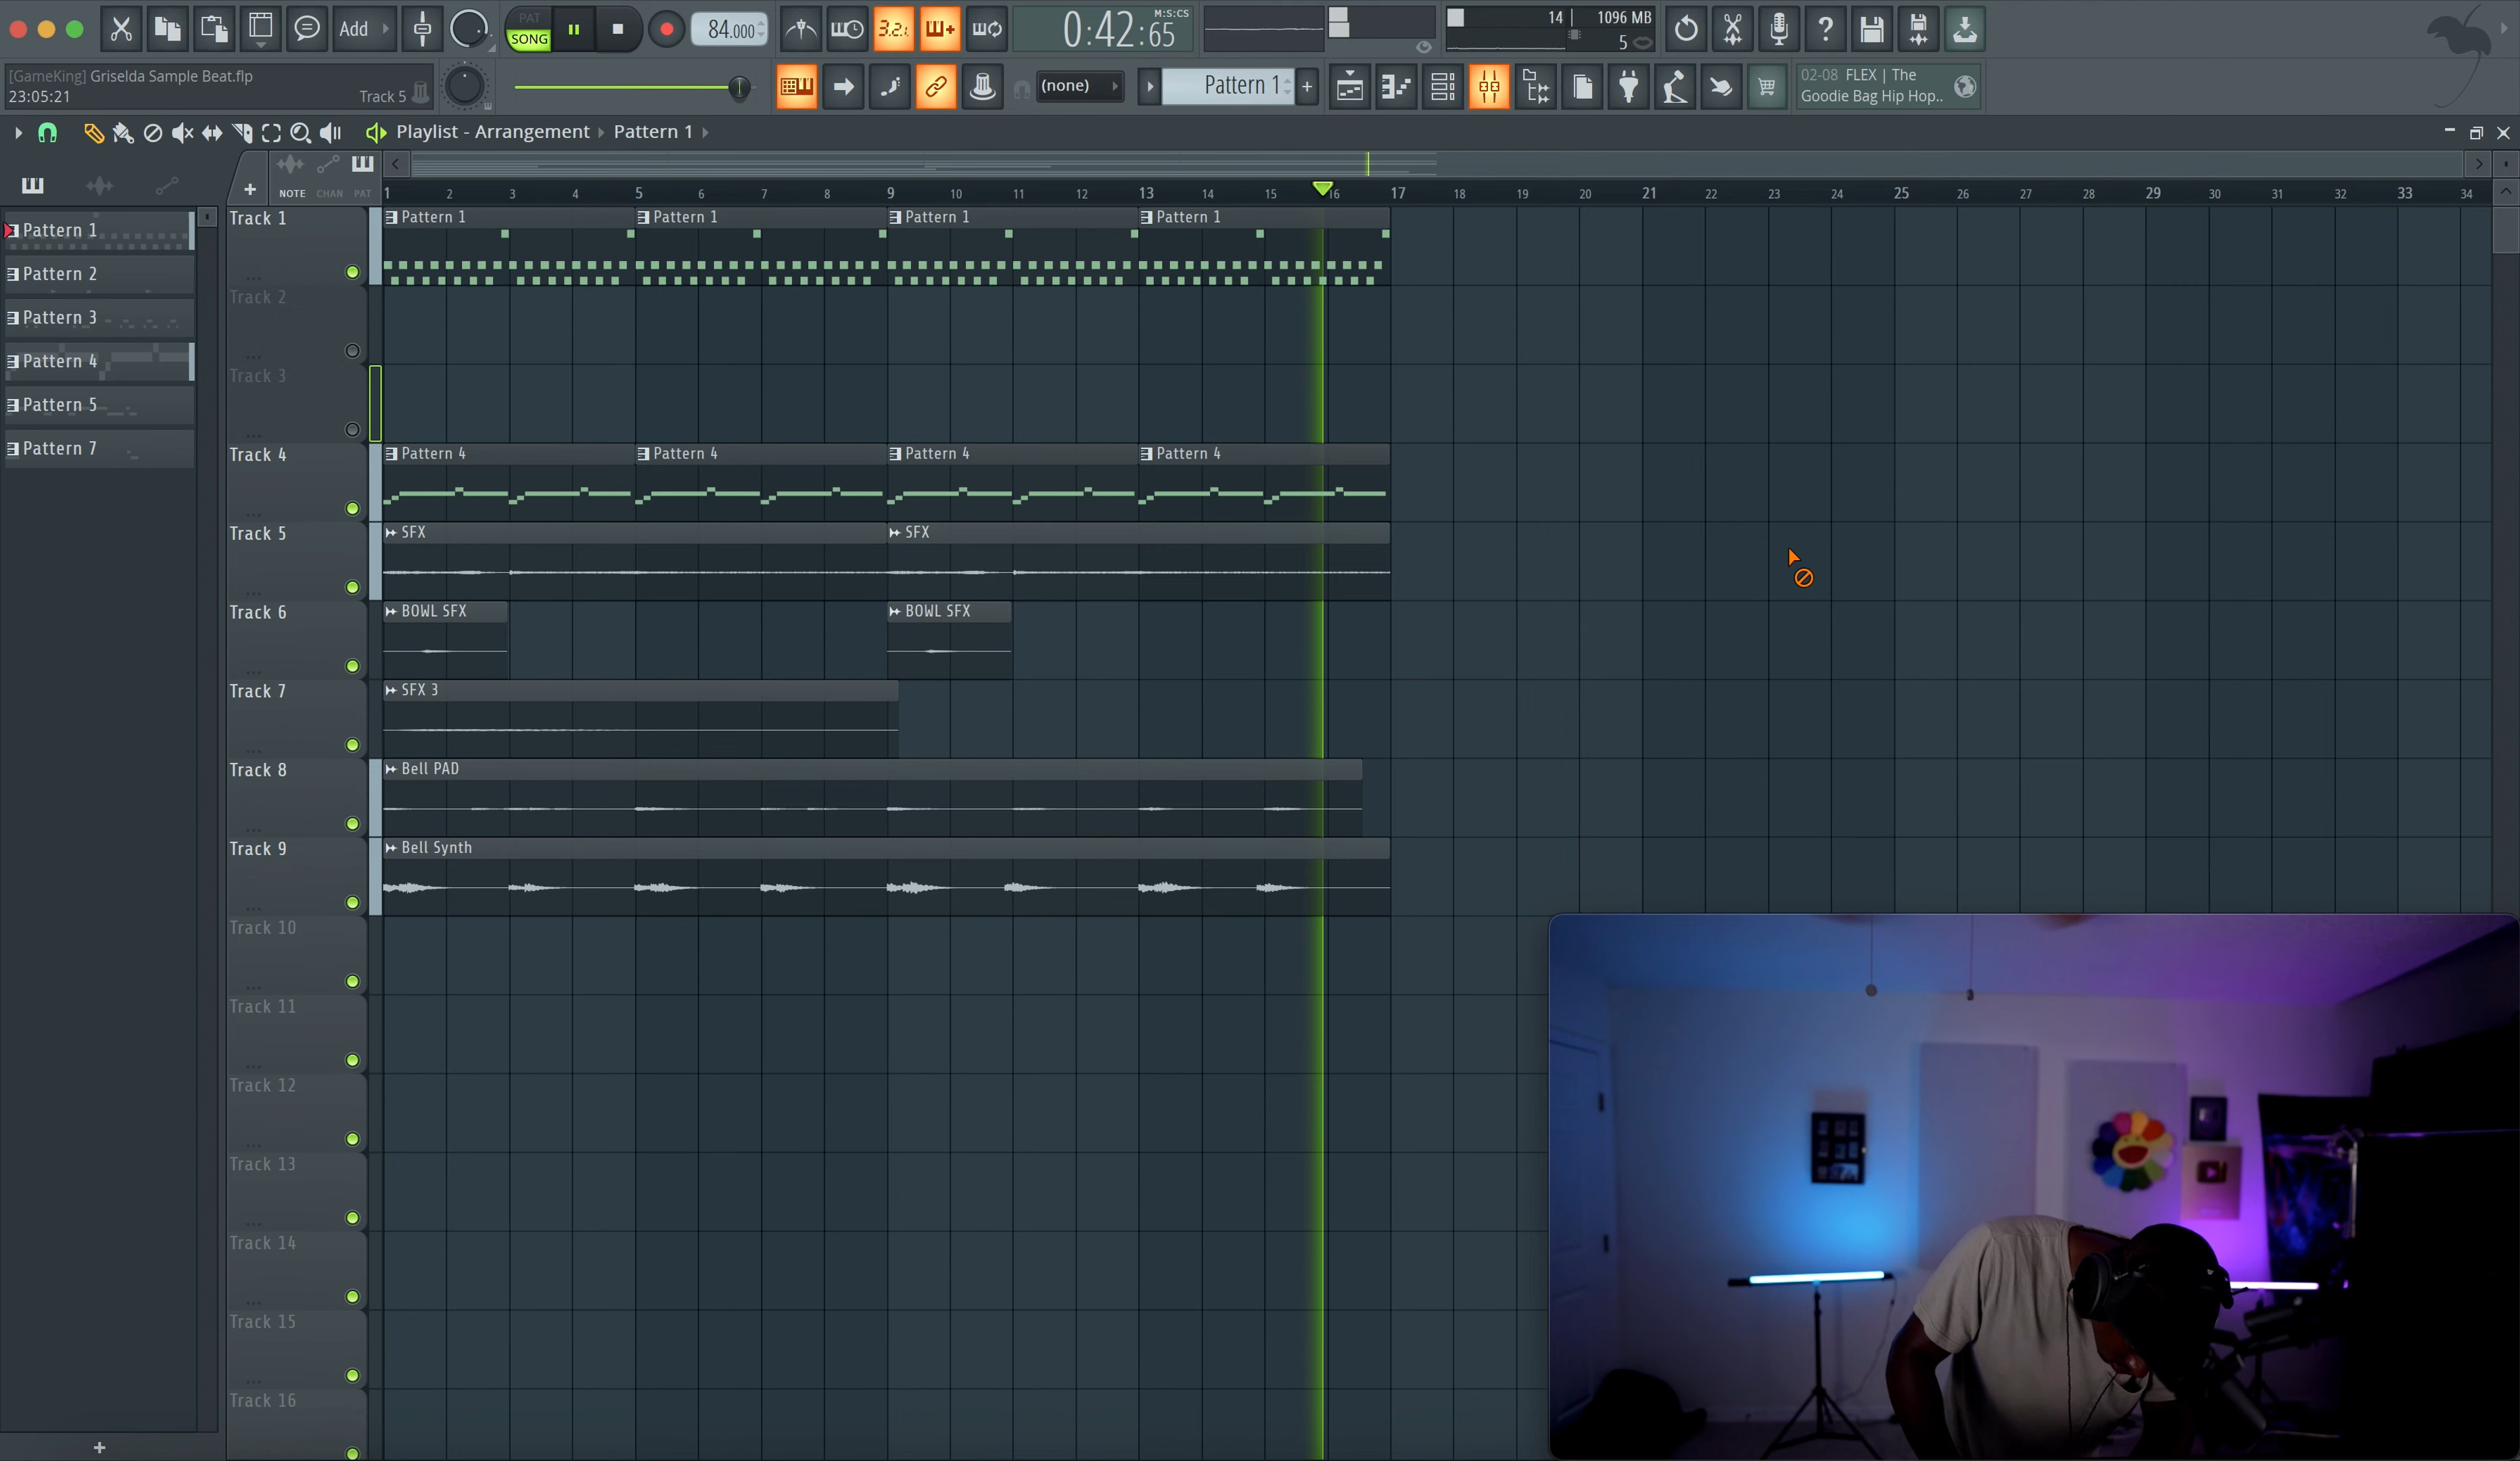 Add
PAT
SONG
84.000
3.2.1
0:42:65
M:S:CS
14
1096 MB
5
[GameKing] Griselda Sample Beat.flp
23:05:21
Track 5
(none)
Pattern 1
02-08 FLEX | The
Goodie Bag Hip Hop..
Playlist - Arrangement
Pattern 1
NOTE CHAN PAT
1 2 3 4 5 6 7 8 9 10 11 12 13 14 15 16 17 18 19 20 21 22 23 24 25 26 27 28 29 30 31 32 33 34
Pattern 1
Pattern 2
Pattern 3
Pattern 4
Pattern 5
Pattern 7
Track 1
Pattern 1 Pattern 1 Pattern 1 Pattern 1
Track 2
Track 3
Track 4
Pattern 4 Pattern 4 Pattern 4 Pattern 4
Track 5
SFX SFX
Track 6
BOWL SFX BOWL SFX
Track 7
SFX 3
Track 8
Bell PAD
Track 9
Bell Synth
Track 10
Track 11
Track 12
Track 13
Track 14
Track 15
Track 16